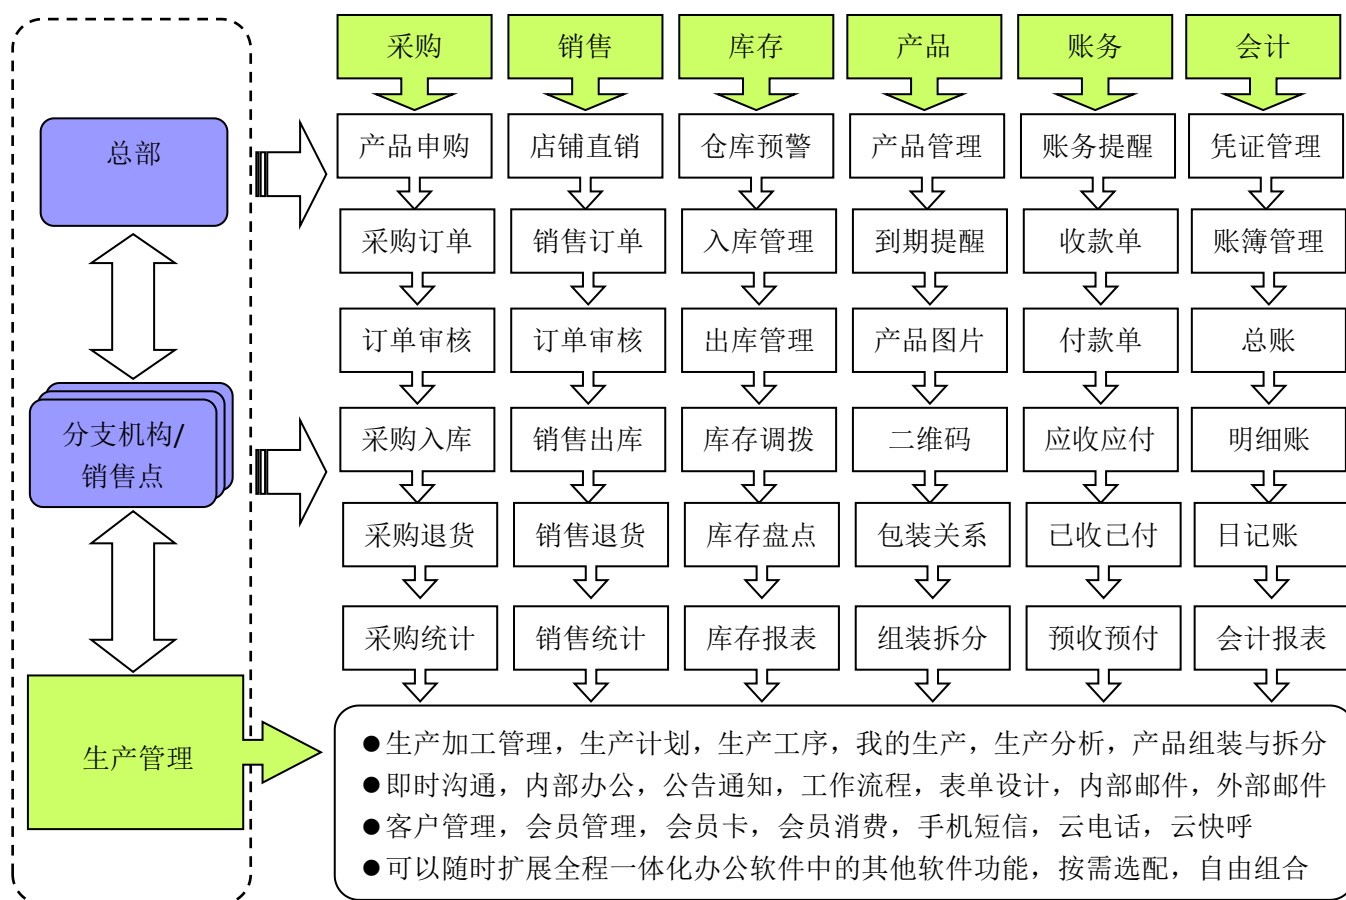 采购 销售 库存 产品 账务 会计
总部
产品申购 店铺直销 仓库预警 产品管理 账务提醒 凭证管理
采购订单 销售订单 入库管理 到期提醒 收款单 账簿管理
订单审核 订单审核 出库管理 产品图片 付款单 总账
分支机构/
销售点
采购入库 销售出库 库存调拨 二维码 应收应付 明细账
采购退货 销售退货 库存盘点 包装关系 已收已付 日记账
采购统计 销售统计 库存报表 组装拆分 预收预付 会计报表
生产管理
●生产加工管理，生产计划，生产工序，我的生产，生产分析，产品组装与拆分
●即时沟通，内部办公，公告通知，工作流程，表单设计，内部邮件，外部邮件
●客户管理，会员管理，会员卡，会员消费，手机短信，云电话，云快呼
●可以随时扩展全程一体化办公软件中的其他软件功能，按需选配，自由组合